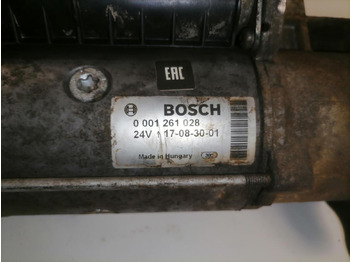 EAC
BOSCH
0 001 261 028
24V 17-08-30-01
Made in Hungary